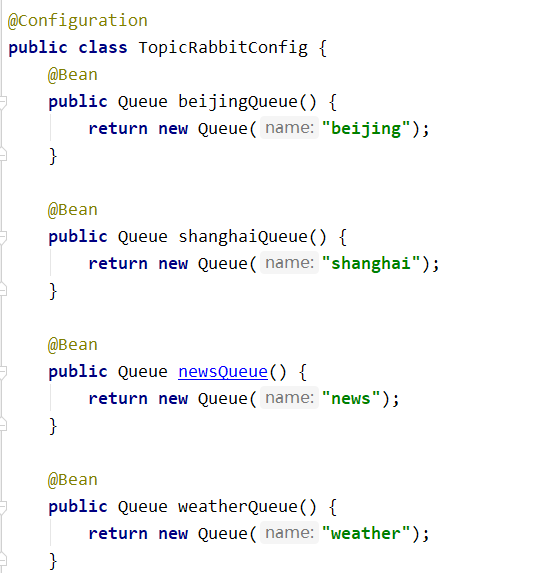 @Configuration
public class TopicRabbitConfig {
    @Bean
    public Queue beijingQueue() {
        return new Queue( name: "beijing");
    }

    @Bean
    public Queue shanghaiQueue() {
        return new Queue( name: "shanghai");
    }

    @Bean
    public Queue newsQueue() {
        return new Queue( name: "news");
    }

    @Bean
    public Queue weatherQueue() {
        return new Queue( name: "weather");
    }